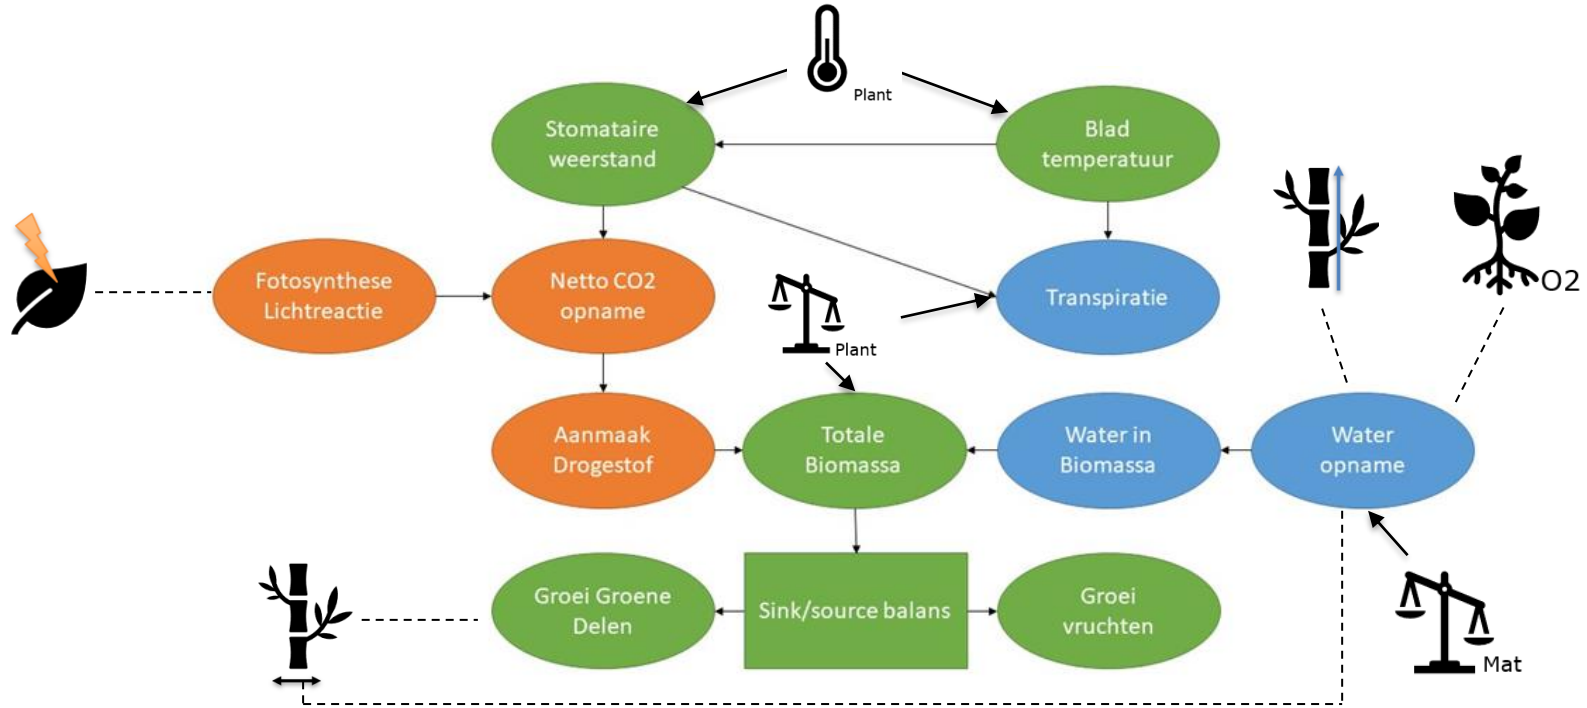 Plant
Stomataire
weerstand
Blad
temperatuur
Fotosynthese
Lichtreactie
Netto CO2
opname
Transpiratie
O2
Plant
Aanmaak
Drogestof
Totale
Biomassa
Water in
Biomassa
Water
opname
Groei Groene
Delen
Sink/source balans
Groei
vruchten
Mat